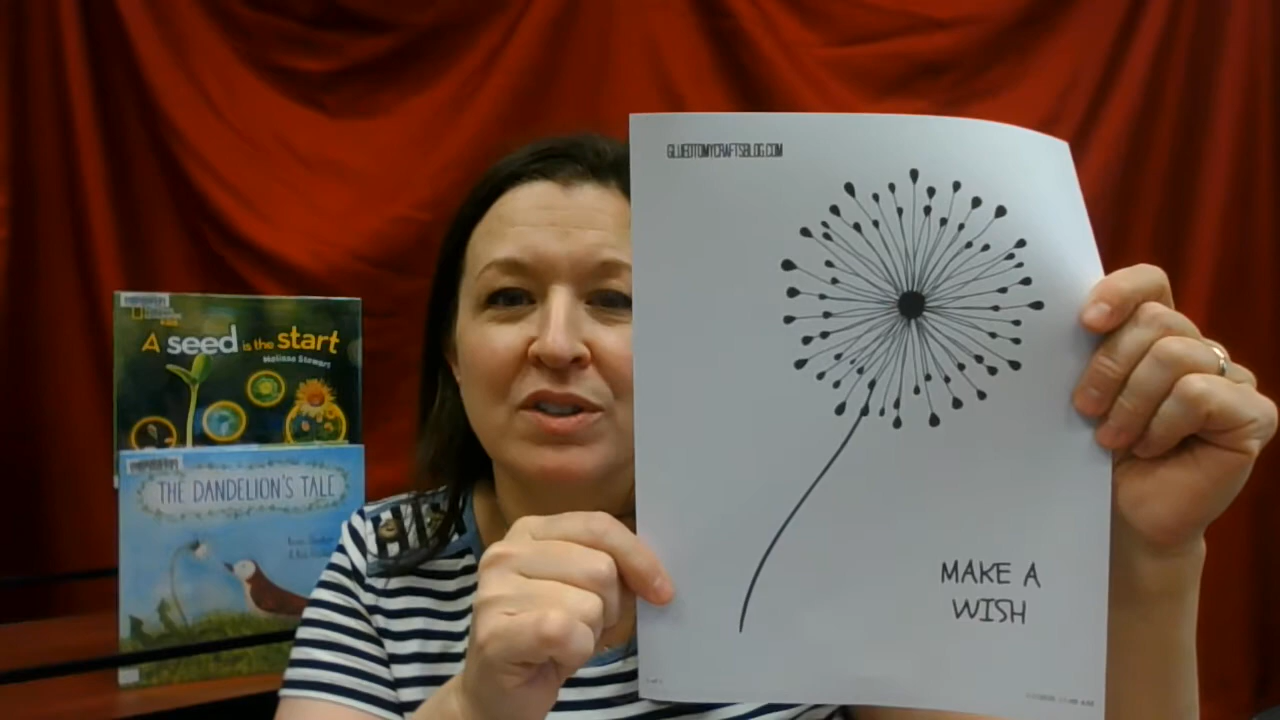 GLUEDTOMYCRAFTSBLOG.COM
A seed is the start
Melissa Stewart
THE DANDELION'S TALE
MAKE A
WISH